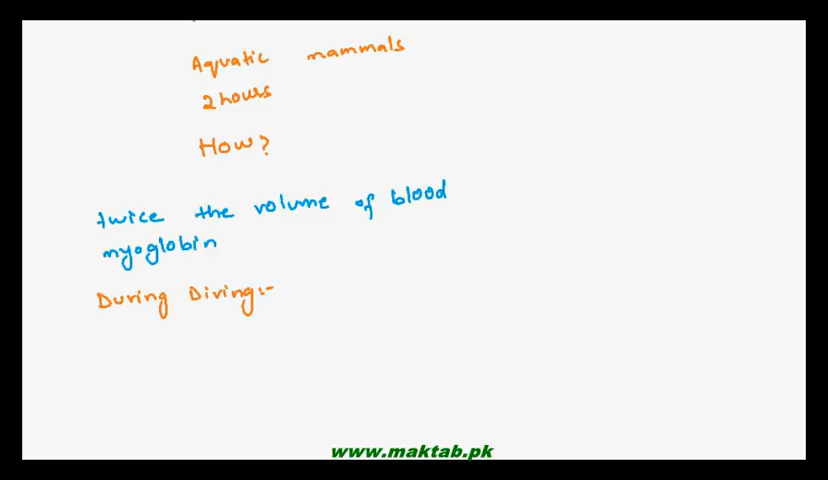 Aquatic mammals
2 hours
How?
twice the volume of blood
myoglobin
During Diving:-
www.maktab.pk